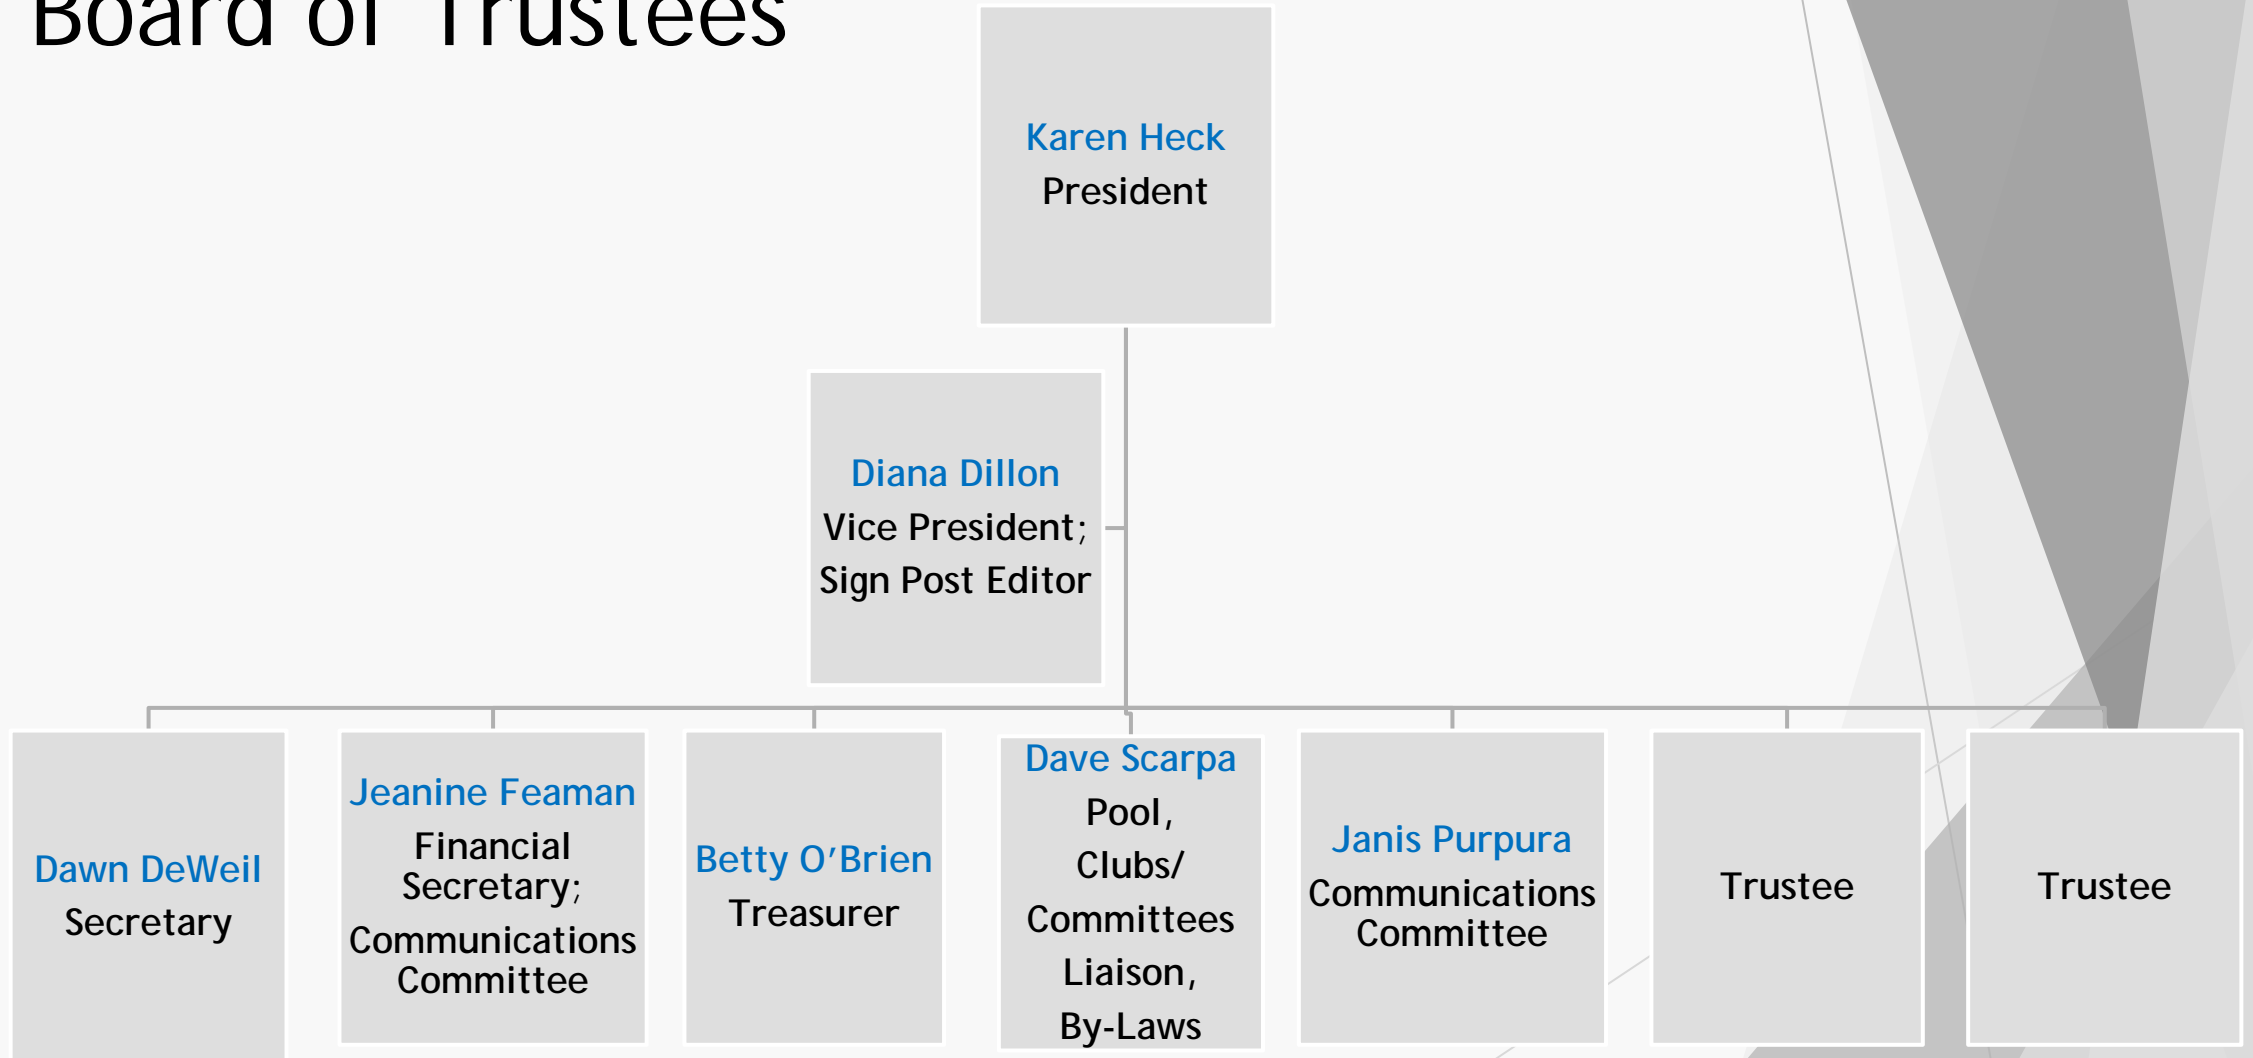 Board of Trustees
Karen Heck
President
Diana Dillon
Vice President;
Sign Post Editor
Dawn DeWeil
Secretary
Jeanine Feaman
Financial
Secretary;
Communications
Committee
Betty O’Brien
Treasurer
Dave Scarpa
Pool,
Clubs/
Committees
Liaison,
By-Laws
Janis Purpura
Communications
Committee
Trustee
Trustee